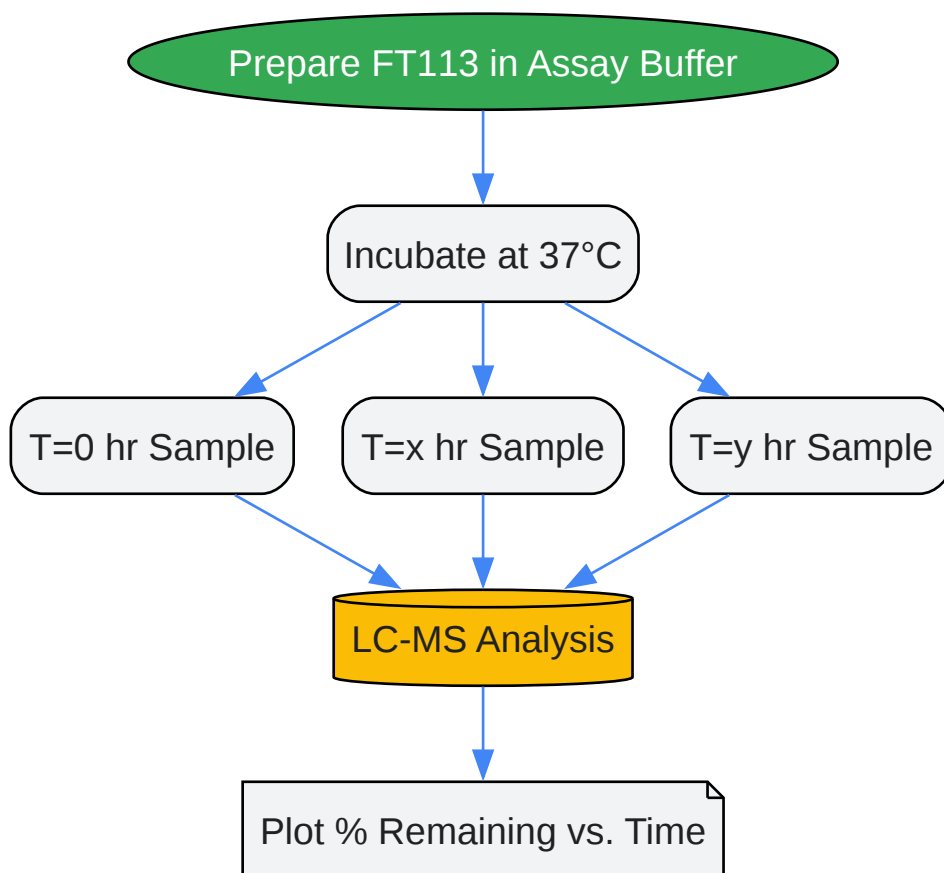 Prepare FT113 in Assay Buffer
Incubate at 37°C
T=0 hr Sample
T=x hr Sample
T=y hr Sample
LC-MS Analysis
Plot % Remaining vs. Time